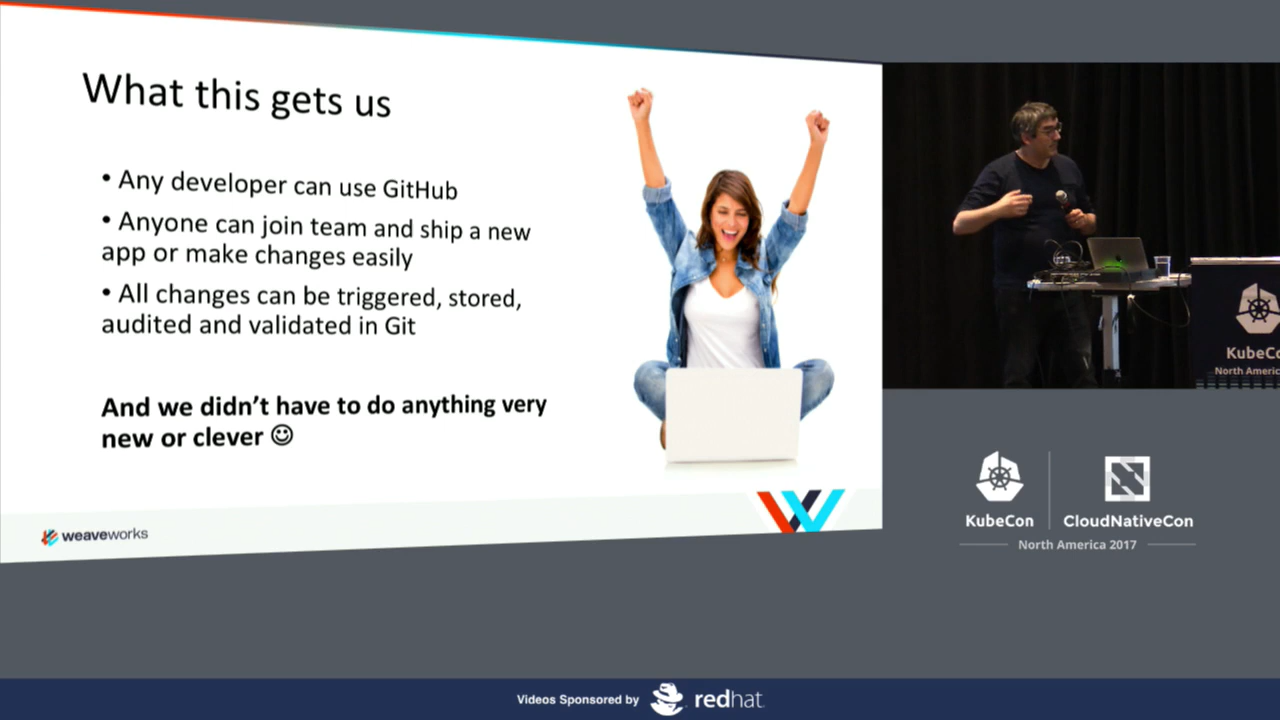 What this gets us
• Any developer can use GitHub
• Anyone can join team and ship a new
app or make changes easily
• All changes can be triggered, stored,
audited and validated in Git
And we didn't have to do anything very
new or clever ☺
weaveworks
KubeCo
North Americ
KubeCon
CloudNativeCon
North America 2017
Videos Sponsored by
redhat